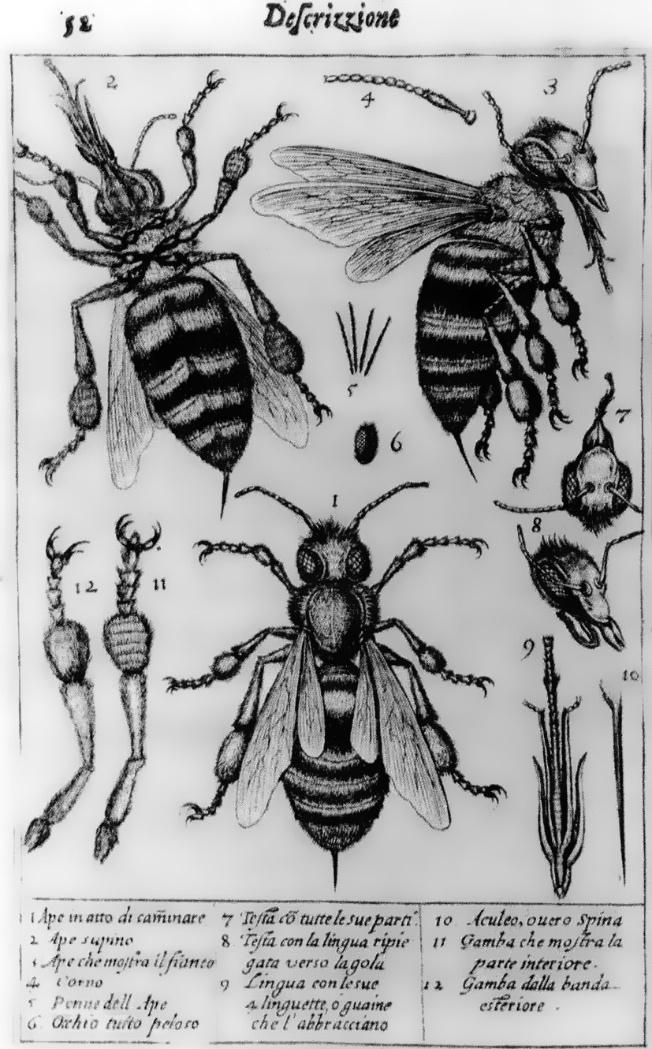 52
Descrizzione
2
4
3
5
6
7
1
8
12
11
9
10
1 Ape in atto di cam̃inare
2 Ape supino
3 Ape che mostra il fianco
4 Corno
5 Penne dell Ape
6 Occhio tutto peloso
7 Testa cõ tutte le sue parti.
8 Testa con la lingua ripie
gata verso la gola
9 Lingua con le sue
4 linguette, o guaine
che l'abbracciano
10 Aculeo, ouero Spina
11 Gamba che mostra la
parte interiore.
12 Gamba dalla banda
esteriore.